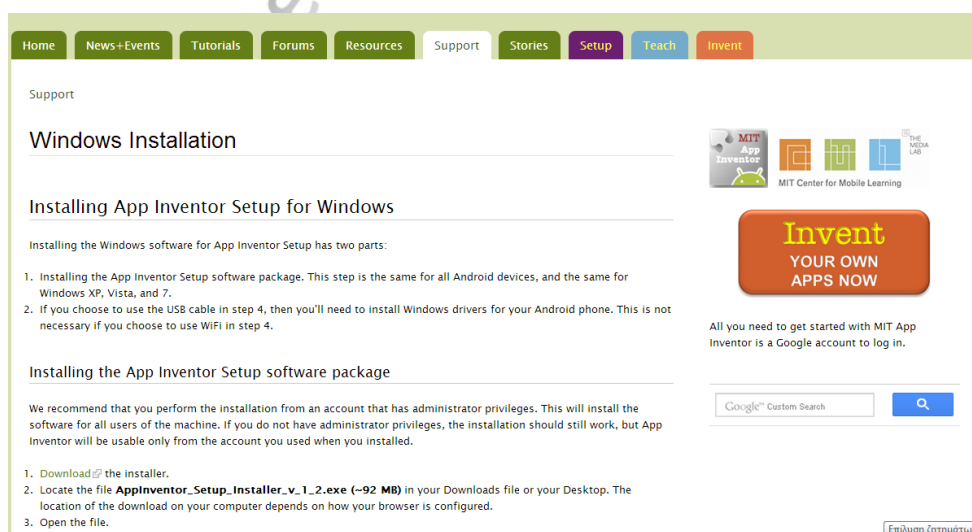 Home News+Events Tutorials Forums Resources Support Stories Setup Teach Invent
Support
Windows Installation
Installing App Inventor Setup for Windows
Installing the Windows software for App Inventor Setup has two parts:
1. Installing the App Inventor Setup software package. This step is the same for all Android devices, and the same for
Windows XP, Vista, and 7.
2. If you choose to use the USB cable in step 4, then you'll need to install Windows drivers for your Android phone. This is not
necessary if you choose to use WiFi in step 4.
Installing the App Inventor Setup software package
We recommend that you perform the installation from an account that has administrator privileges. This will install the
software for all users of the machine. If you do not have administrator privileges, the installation should still work, but App
Inventor will be usable only from the account you used when you installed.
1. Download the installer.
2. Locate the file AppInventor_Setup_Installer_v_1_2.exe (~92 MB) in your Downloads file or your Desktop. The
location of the download on your computer depends on how your browser is configured.
3. Open the file.
MIT
App
Inventor
THE
MEDIA
LAB
MIT Center for Mobile Learning
Invent
YOUR OWN
APPS NOW
All you need to get started with MIT App
Inventor is a Google account to log in.
Google™ Custom Search
Επίλυση